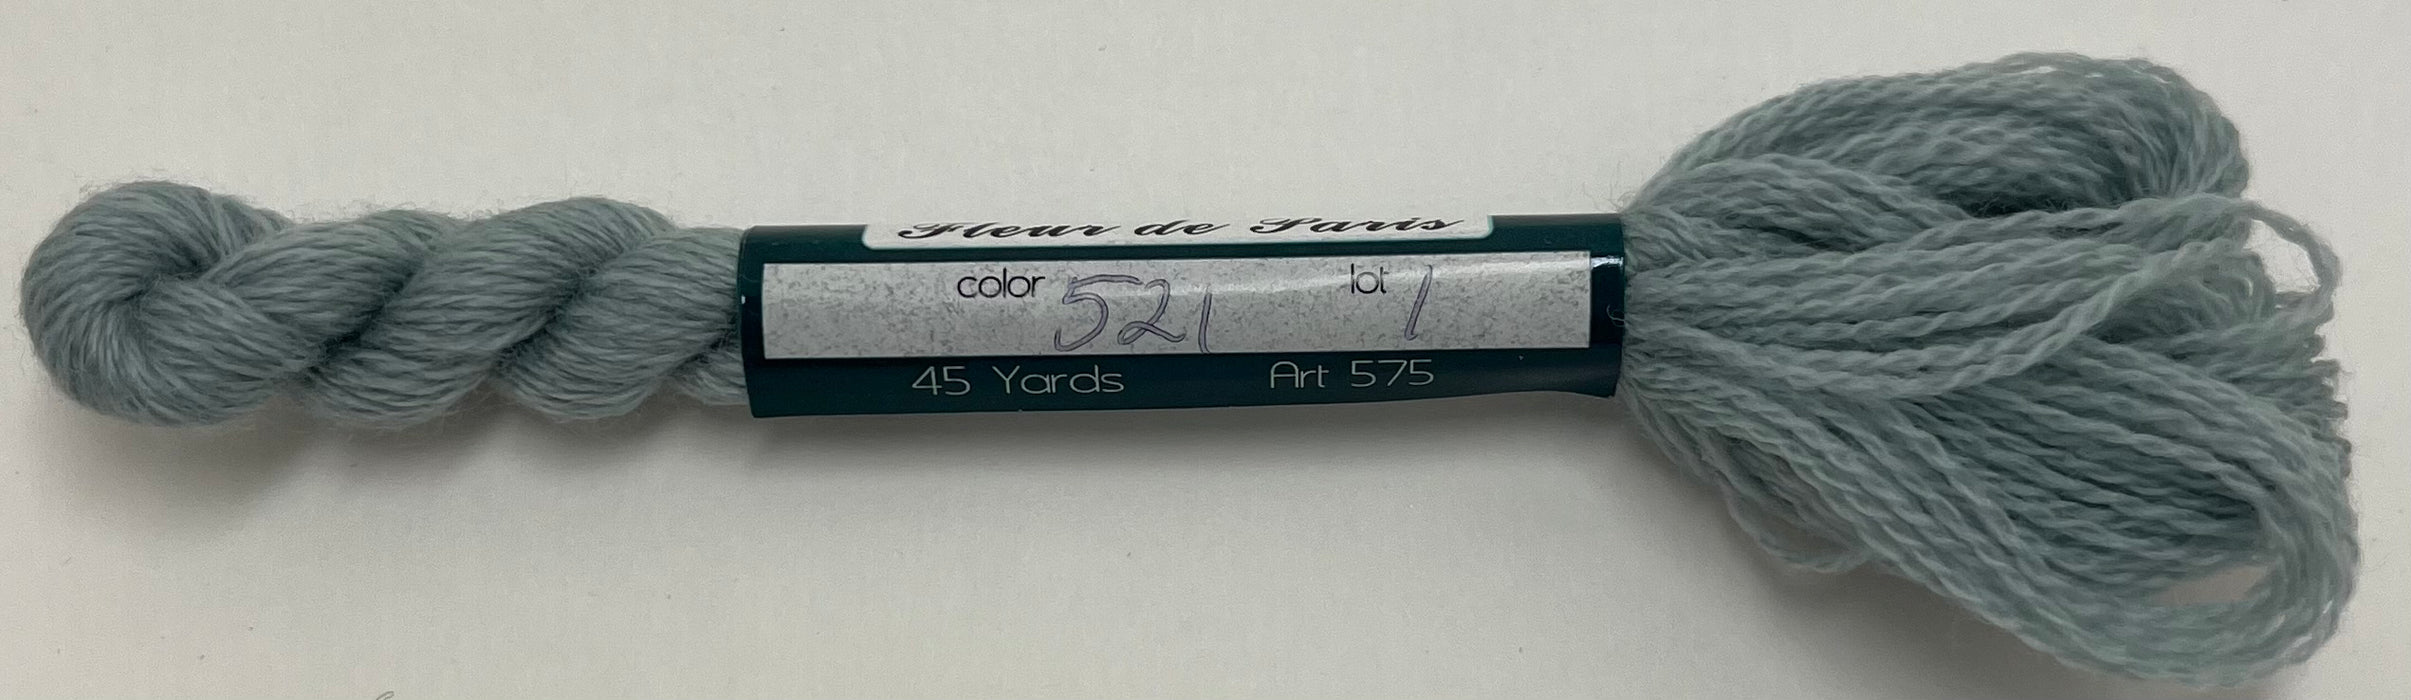 Fleur de Paris
color 521 lot 1
45 Yards Art 575